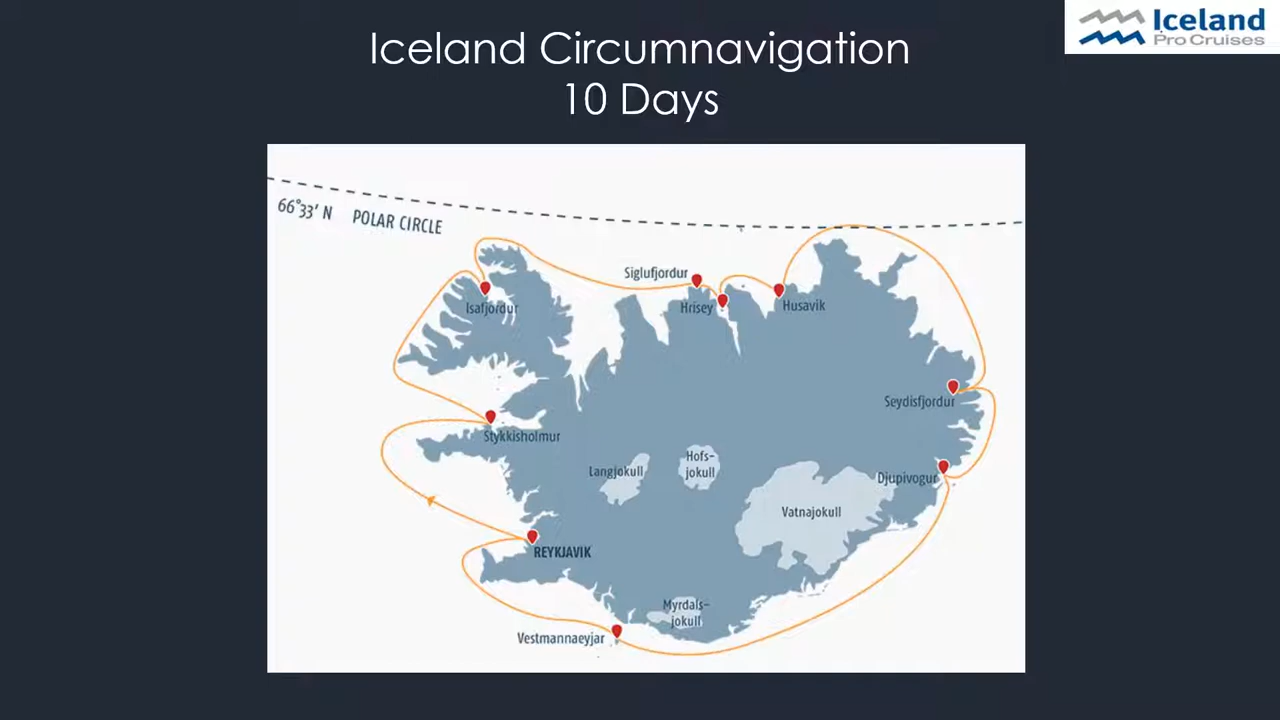 Iceland Circumnavigation
10 Days
Iceland
Pro Cruises
66°33' N POLAR CIRCLE
Siglufjordur
Isafjordur
Hrisey
Husavik
Seydisfjordur
Stykkisholmur
Langjokull
Hofs-
jokull
Djupivogur
Vatnajokull
REYKJAVIK
Myrdals-
jokull
Vestmannaeyjar